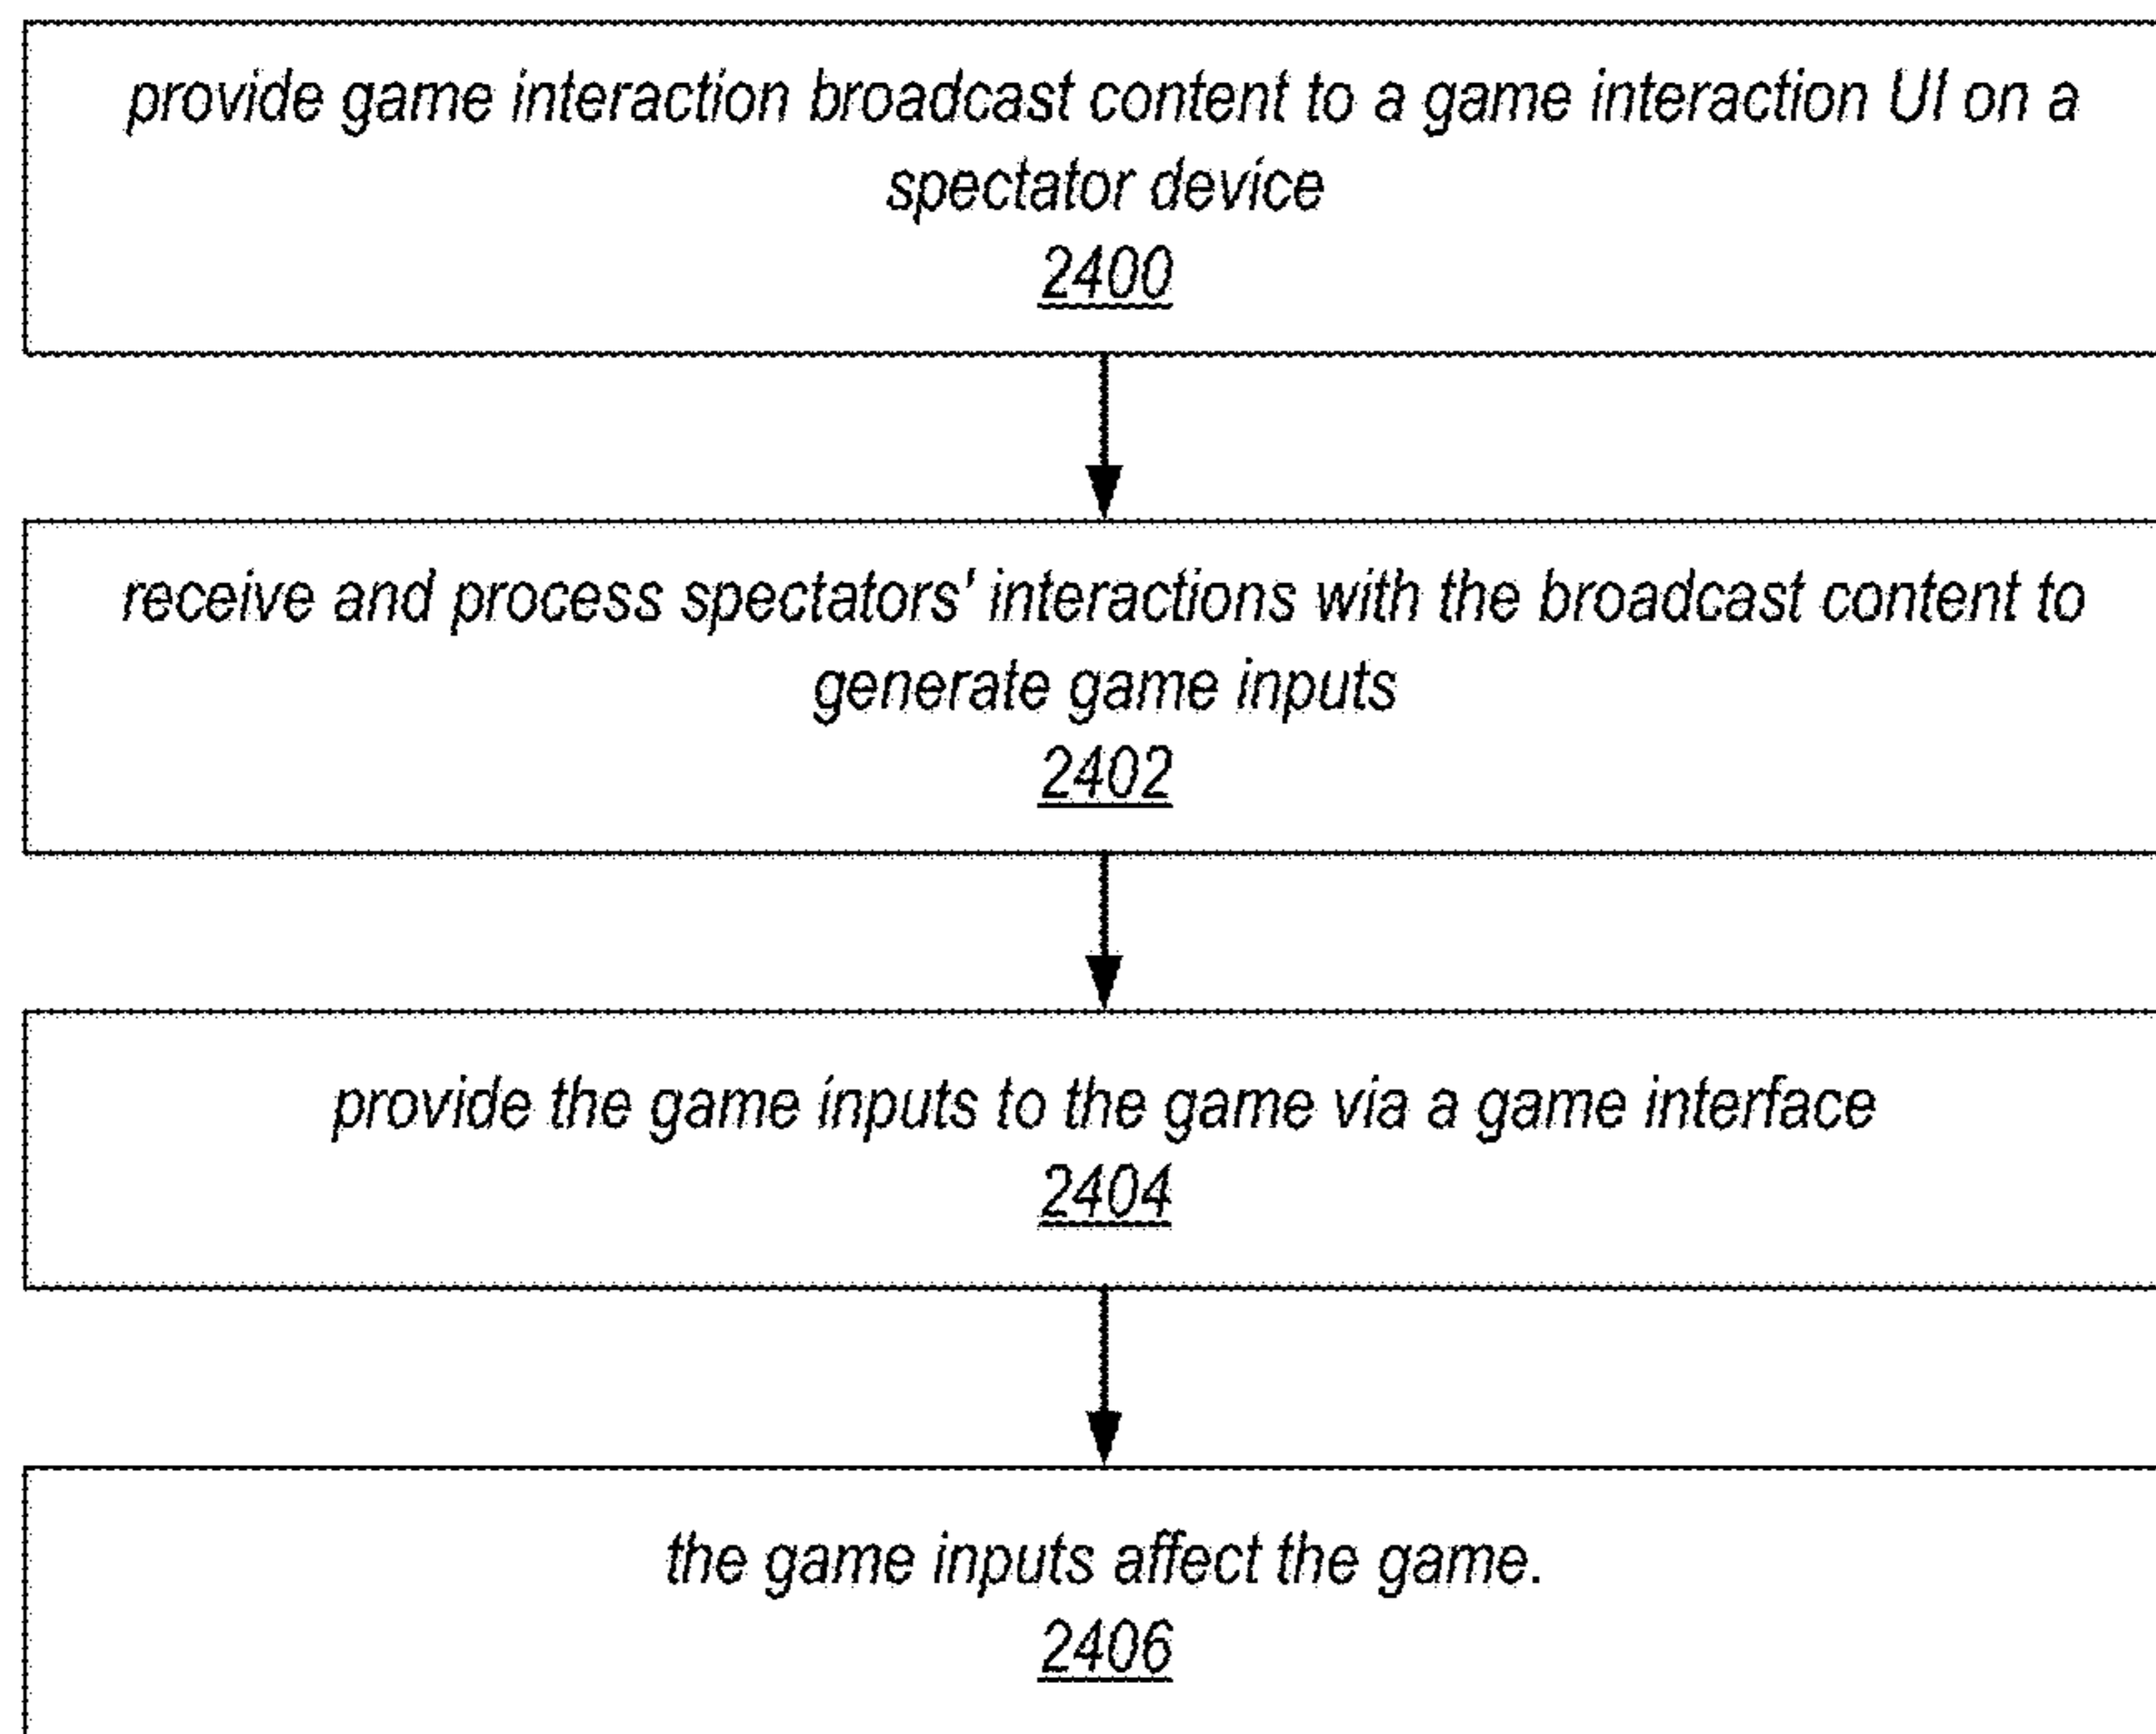 provide game interaction broadcast content to a game interaction UI on a
spectator device
2400
receive and process spectators' interactions with the broadcast content to
generate game inputs
2402
provide the game inputs to the game via a game interface
2404
the game inputs affect the game.
2406